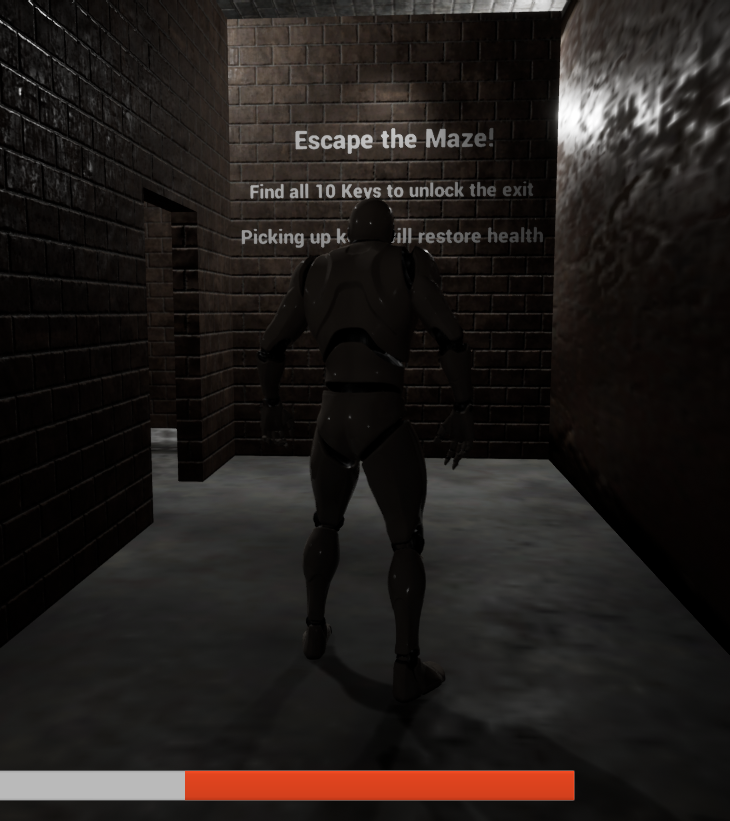 Escape the Maze!
Find all 10 Keys to unlock the exit
Picking up restore health